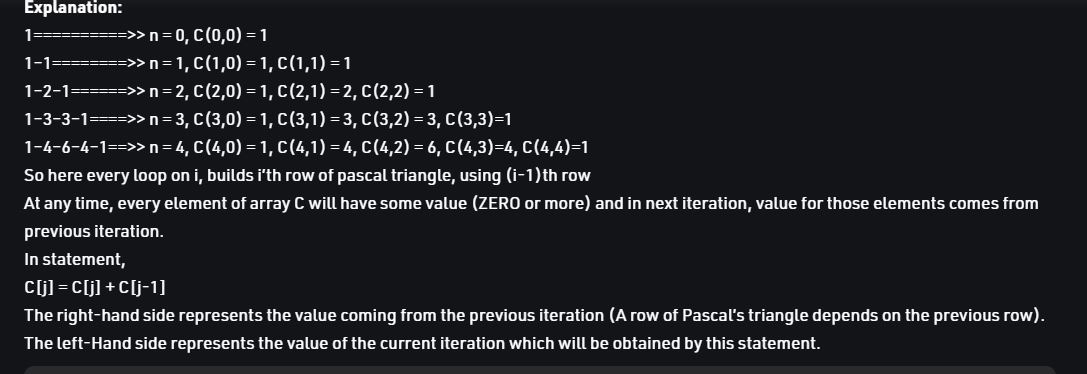 Explanation:
1==========>> n = 0, C(0,0) = 1
1-1========>> n = 1, C(1,0) = 1, C(1,1) = 1
1-2-1======>> n = 2, C(2,0) = 1, C(2,1) = 2, C(2,2) = 1
1-3-3-1====>> n = 3, C(3,0) = 1, C(3,1) = 3, C(3,2) = 3, C(3,3)=1
1-4-6-4-1==>> n = 4, C(4,0) = 1, C(4,1) = 4, C(4,2) = 6, C(4,3)=4, C(4,4)=1
So here every loop on i, builds i'th row of pascal triangle, using (i-1)th row
At any time, every element of array C will have some value (ZERO or more) and in next iteration, value for those elements comes from
previous iteration.
In statement,
C[j] = C[j] + C[j-1]
The right-hand side represents the value coming from the previous iteration (A row of Pascal's triangle depends on the previous row).
The left-Hand side represents the value of the current iteration which will be obtained by this statement.